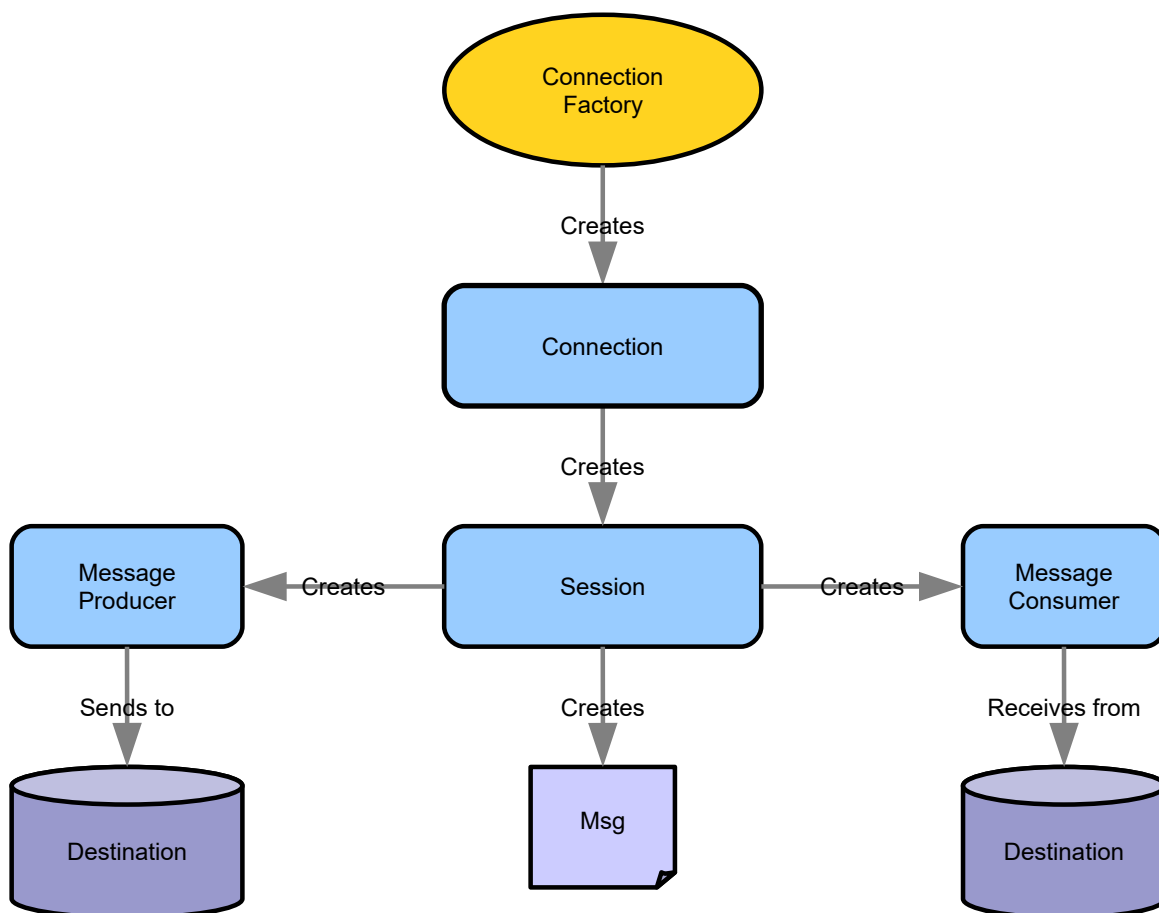 Connection
Factory
Creates
Connection
Creates
Message
Producer
Creates
Session
Creates
Message
Consumer
Sends to
Creates
Receives from
Destination
Msg
Destination